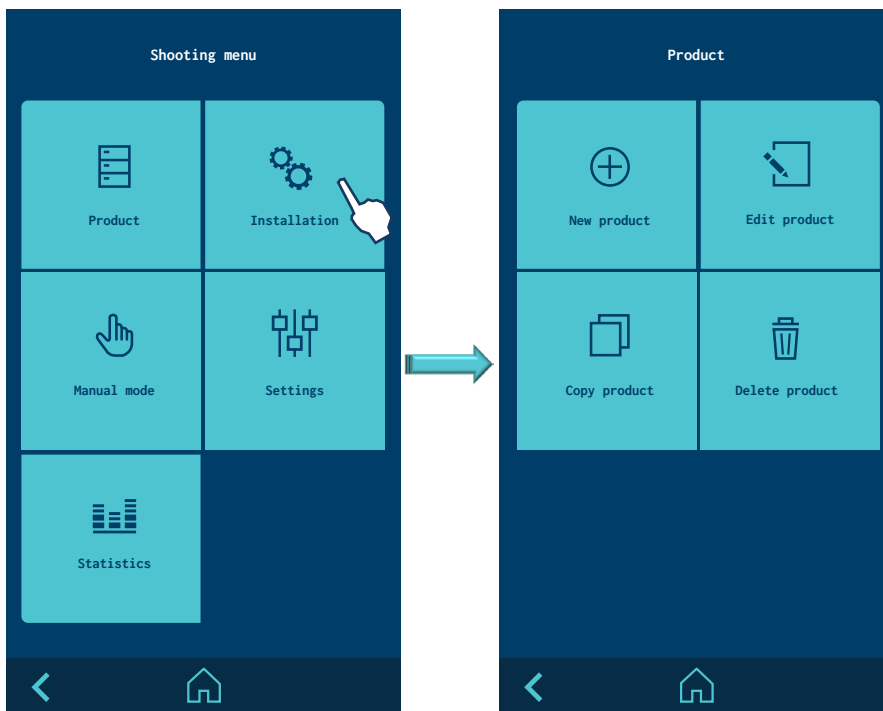 Shooting menu
Product
Installation
Manual mode
Settings
Statistics
Product
New product
Edit product
Copy product
Delete product